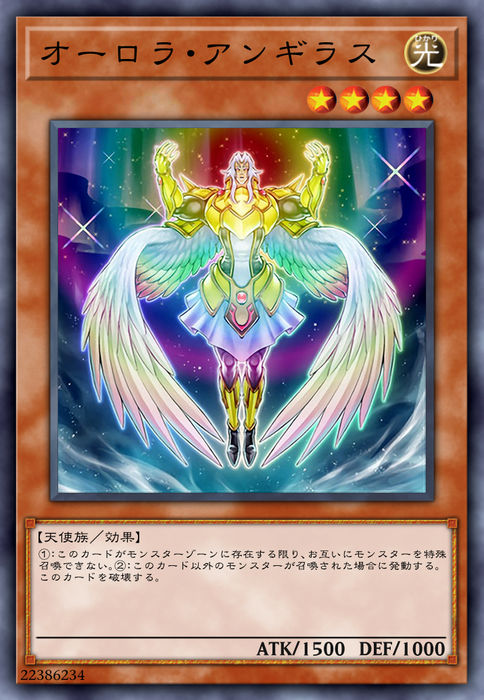 オーロラ・アンギラス
ひかり
光
【天使族／効果】
①：このカードがモンスターゾーンに存在する限り、お互いにモンスターを特殊
召喚できない。②：このカード以外のモンスターが召喚された場合に発動する。
このカードを破壊する。
ATK/1500 DEF/1000
22386234